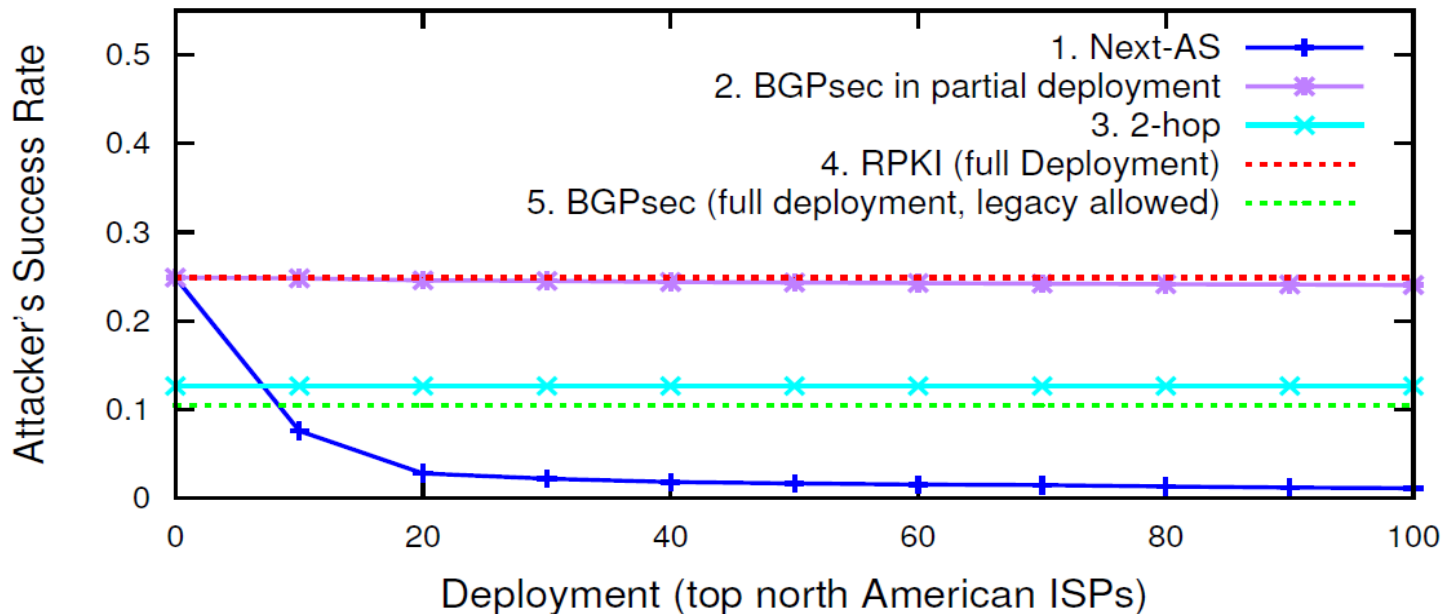 Attacker's Success Rate
0.5
0.4
0.3
0.2
0.1
0
1. Next-AS
2. BGPsec in partial deployment
3. 2-hop
4. RPKI (full Deployment)
5. BGPsec (full deployment, legacy allowed)
0 20 40 60 80 100
Deployment (top north American ISPs)